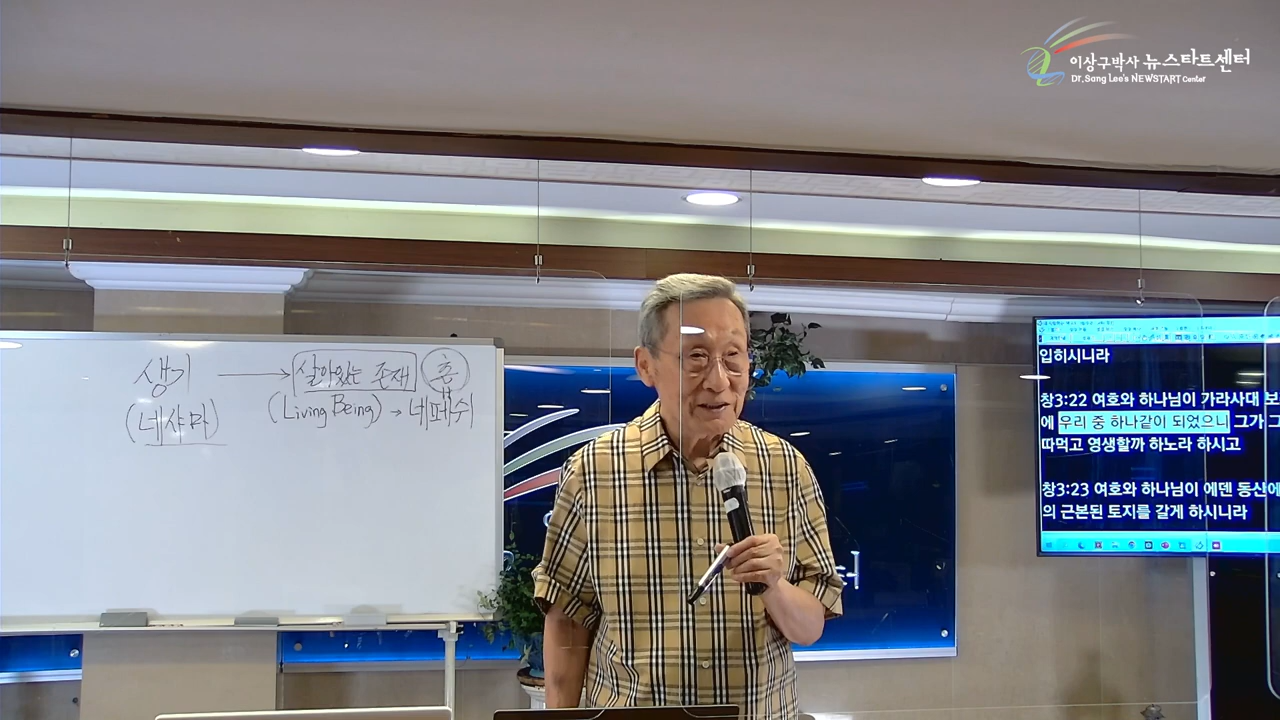 이상구박사 뉴스타트센터
Dr. Sang Lee's NEWSTART Center
생기 → 살아있는 존재 혼
(네샤마) (Living Being) → 네페쉬
입히시니라
창3:22 여호와 하나님이 가라사대 보
에 우리 중 하나같이 되었으니 그가 그
따먹고 영생할까 하노라 하시고
창3:23 여호와 하나님이 에덴 동산에
의 근본된 토지를 갈게 하시니라